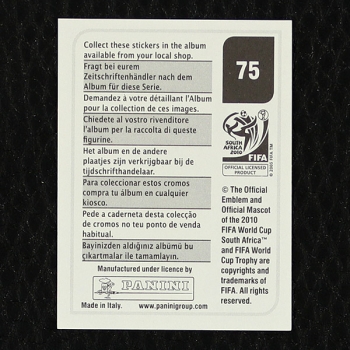 Collect these stickers in the album
available from your local shop.
Fragt bei eurem
Zeitschriftenhändler nach dem
Album für diese Serie.
Demandez à votre détaillant l'Album
pour la collection de ces images.
Chiedete al vostro rivenditore
l'album per la raccolta di queste
figurine.
Het album en de andere
plaatjes zijn verkrijgbaar bij de
tijdschrifthandelaar.
Para coleccionar estos cromos
compra tu álbum en cualquier
kiosco.
Pede a caderneta desta colecção
de cromos no teu ponto de venda
habitual.
Bayinizden aldığınız albümü bu
çıkartmalar ile tamamlayın.
Manufactured under licence by
PANINI
Made in Italy. www.paninigroup.com
75
SOUTH AFRICA
2010
FIFA
OFFICIAL LICENSED
PRODUCT
© The Official
Emblem and
Official Mascot
of the 2010
FIFA World Cup
South Africa™
and FIFA World
Cup Trophy are
copyrights and
trademarks of
FIFA. All rights
reserved.